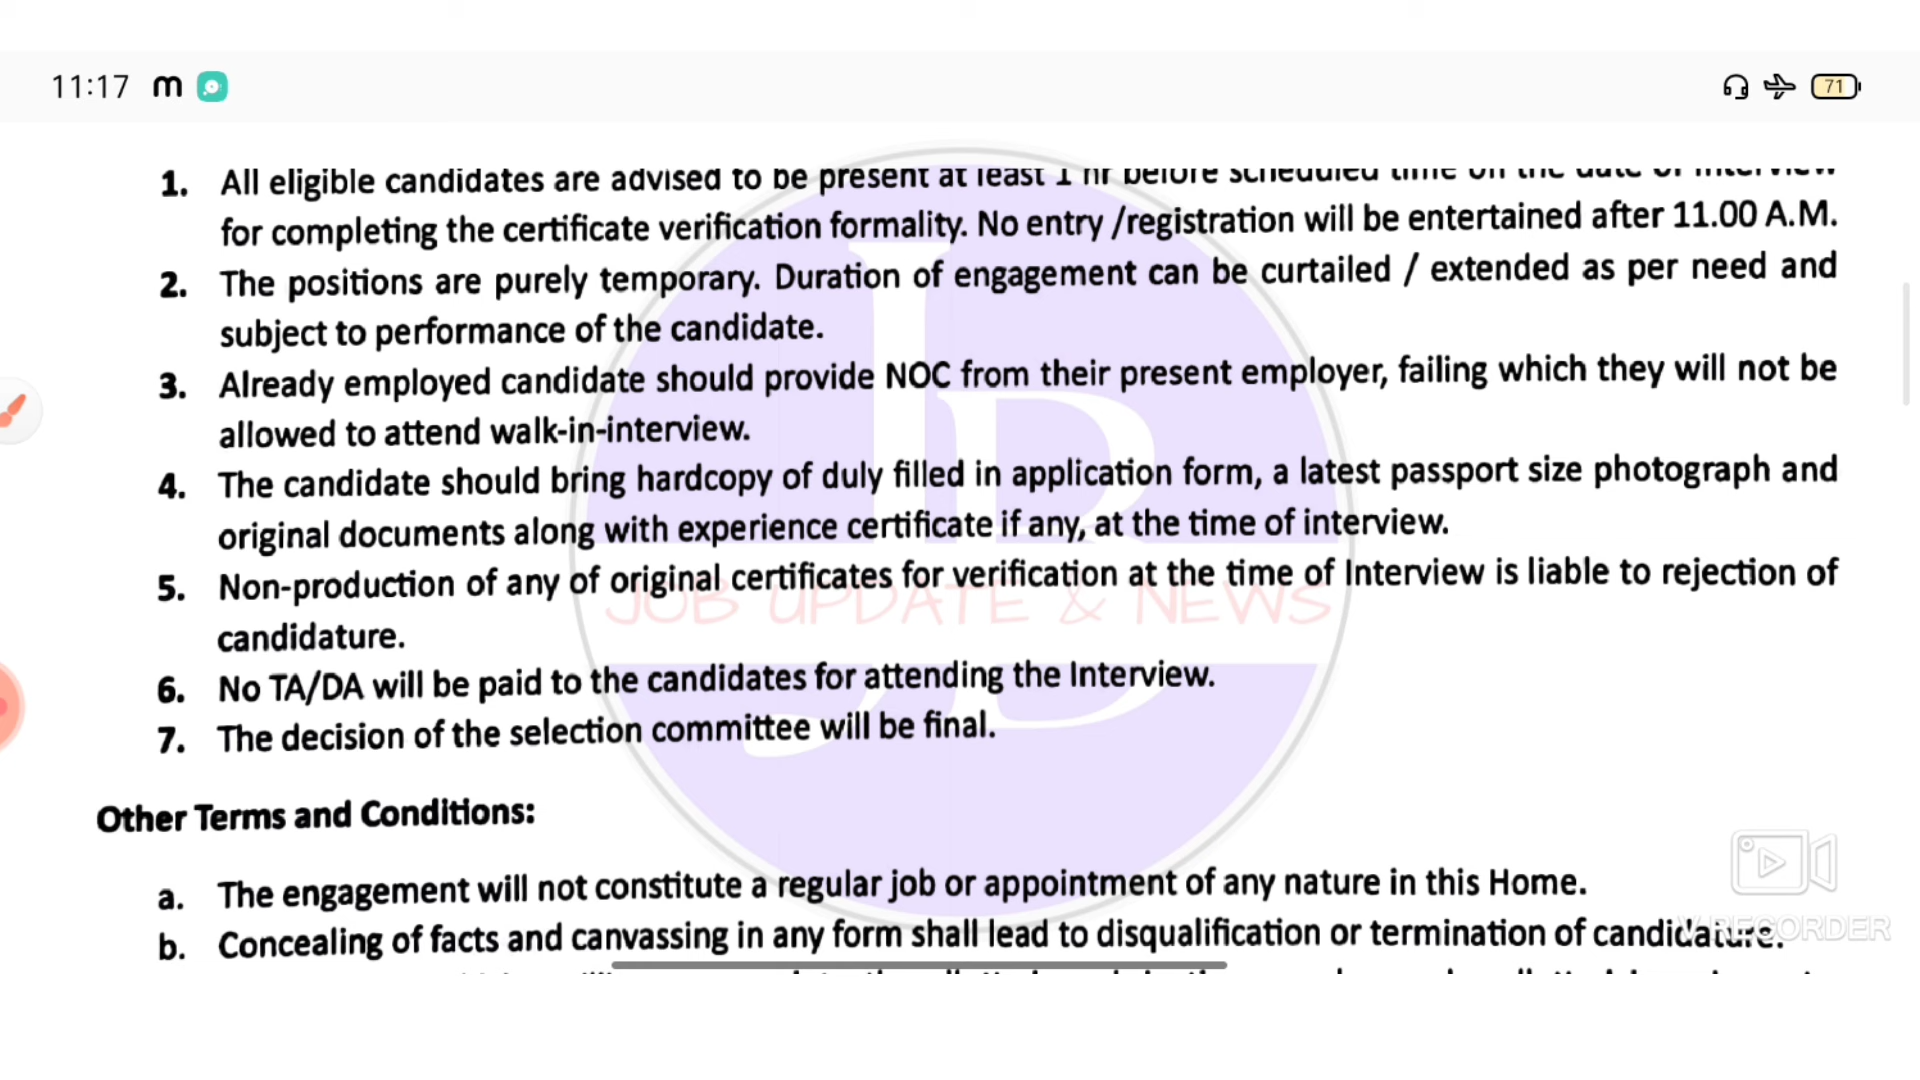 11:17 m
71
1. All eligible candidates are advised to be present at least 1 hr before scheduled time on the date of interview
for completing the certificate verification formality. No entry /registration will be entertained after 11.00 A.M.
2. The positions are purely temporary. Duration of engagement can be curtailed / extended as per need and
subject to performance of the candidate.
3. Already employed candidate should provide NOC from their present employer, failing which they will not be
allowed to attend walk-in-interview.
4. The candidate should bring hardcopy of duly filled in application form, a latest passport size photograph and
original documents along with experience certificate if any, at the time of interview.
5. Non-production of any of original certificates for verification at the time of Interview is liable to rejection of
JOB UPDATE & NEWS
candidature.
6. No TA/DA will be paid to the candidates for attending the Interview.
7. The decision of the selection committee will be final.
Other Terms and Conditions:
a. The engagement will not constitute a regular job or appointment of any nature in this Home.
b. Concealing of facts and canvassing in any form shall lead to disqualification or termination of candidature.
V RECORDER